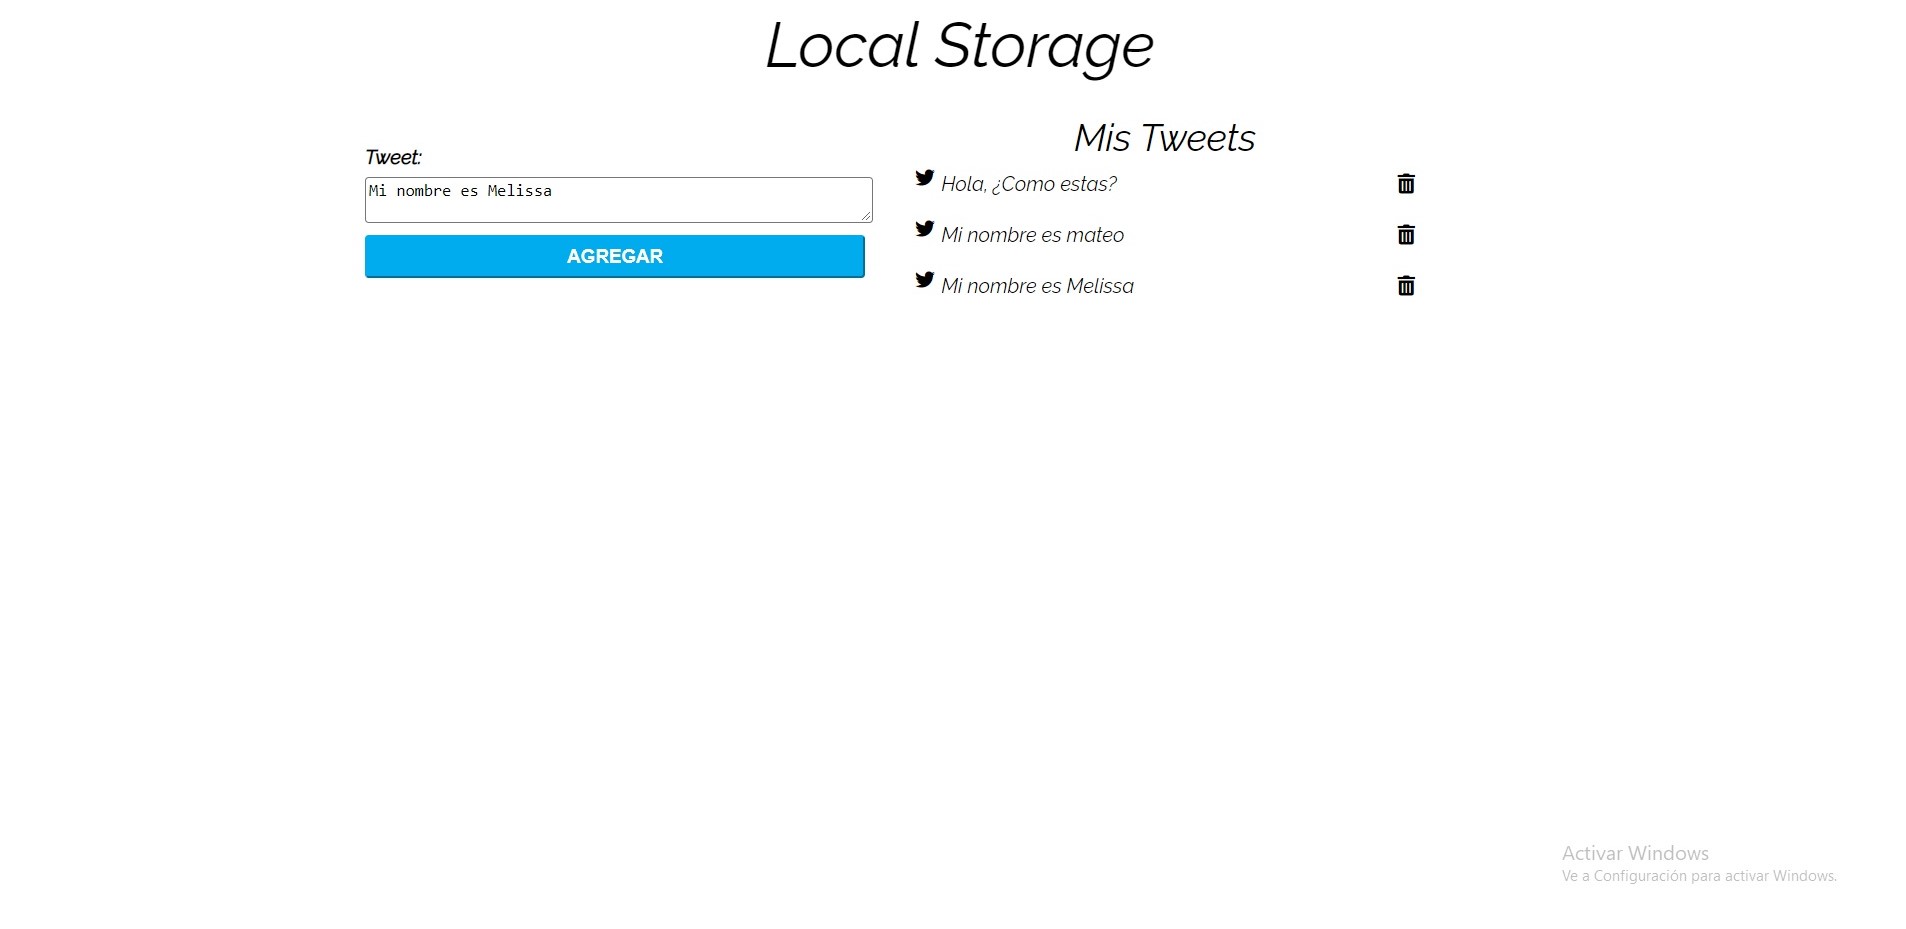 Local Storage
Tweet:
Mi nombre es Melissa
AGREGAR
Mis Tweets
Hola, ¿Como estas?
Mi nombre es mateo
Mi nombre es Melissa
Activar Windows
Ve a Configuración para activar Windows.